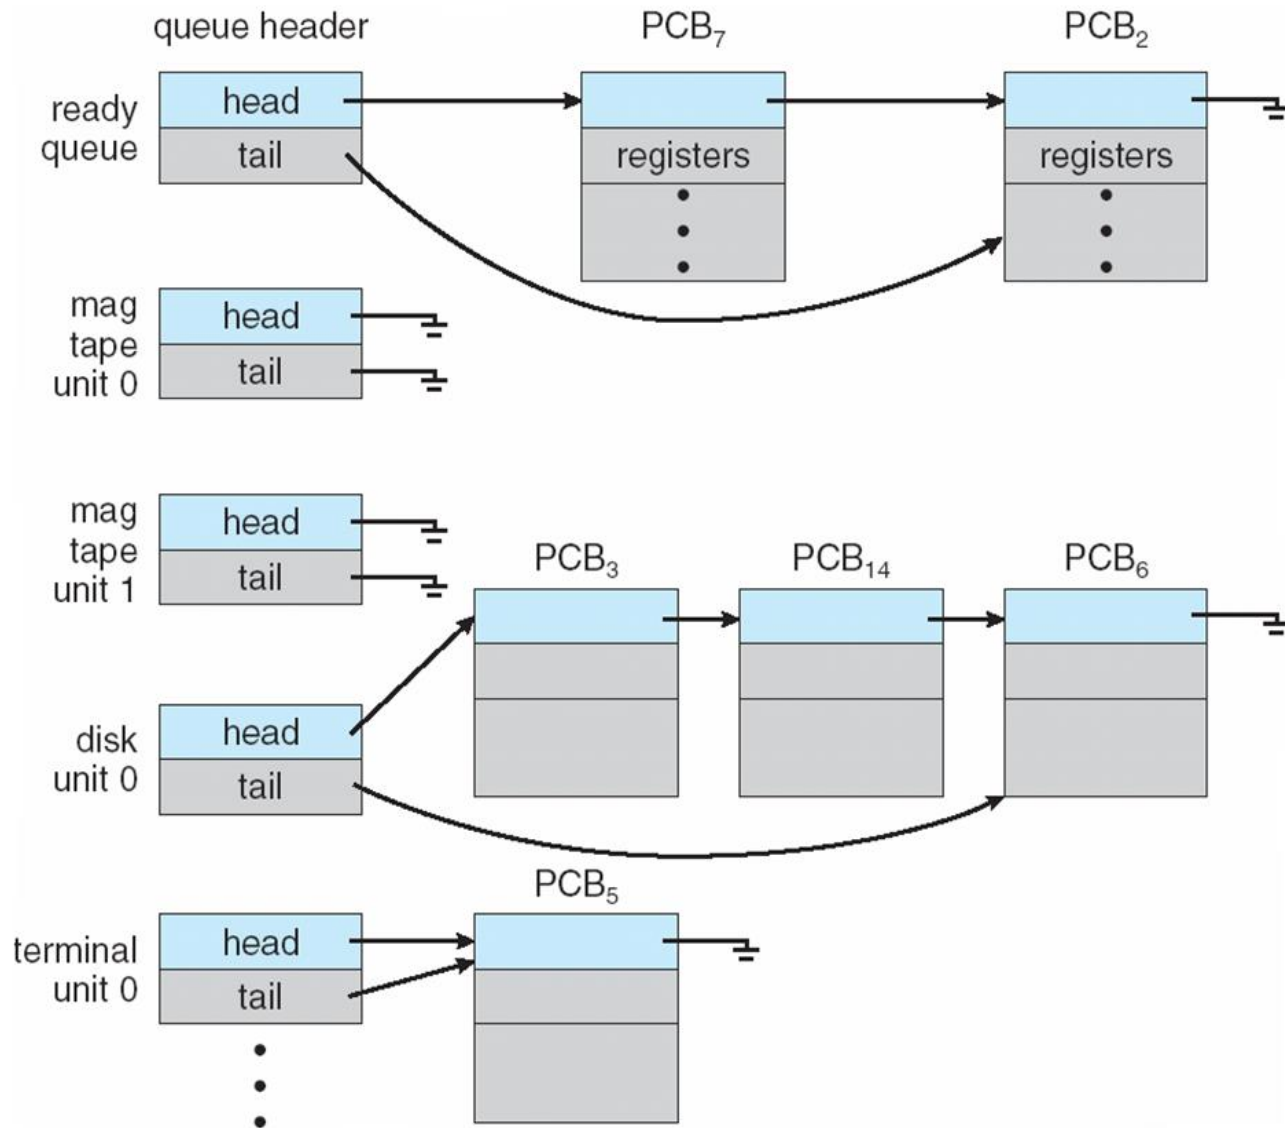 queue header
PCB₇
PCB₂
ready
queue
head
tail
registers
registers
mag
tape
unit 0
head
tail
mag
tape
unit 1
head
tail
PCB₃
PCB₁₄
PCB₆
disk
unit 0
head
tail
PCB₅
terminal
unit 0
head
tail